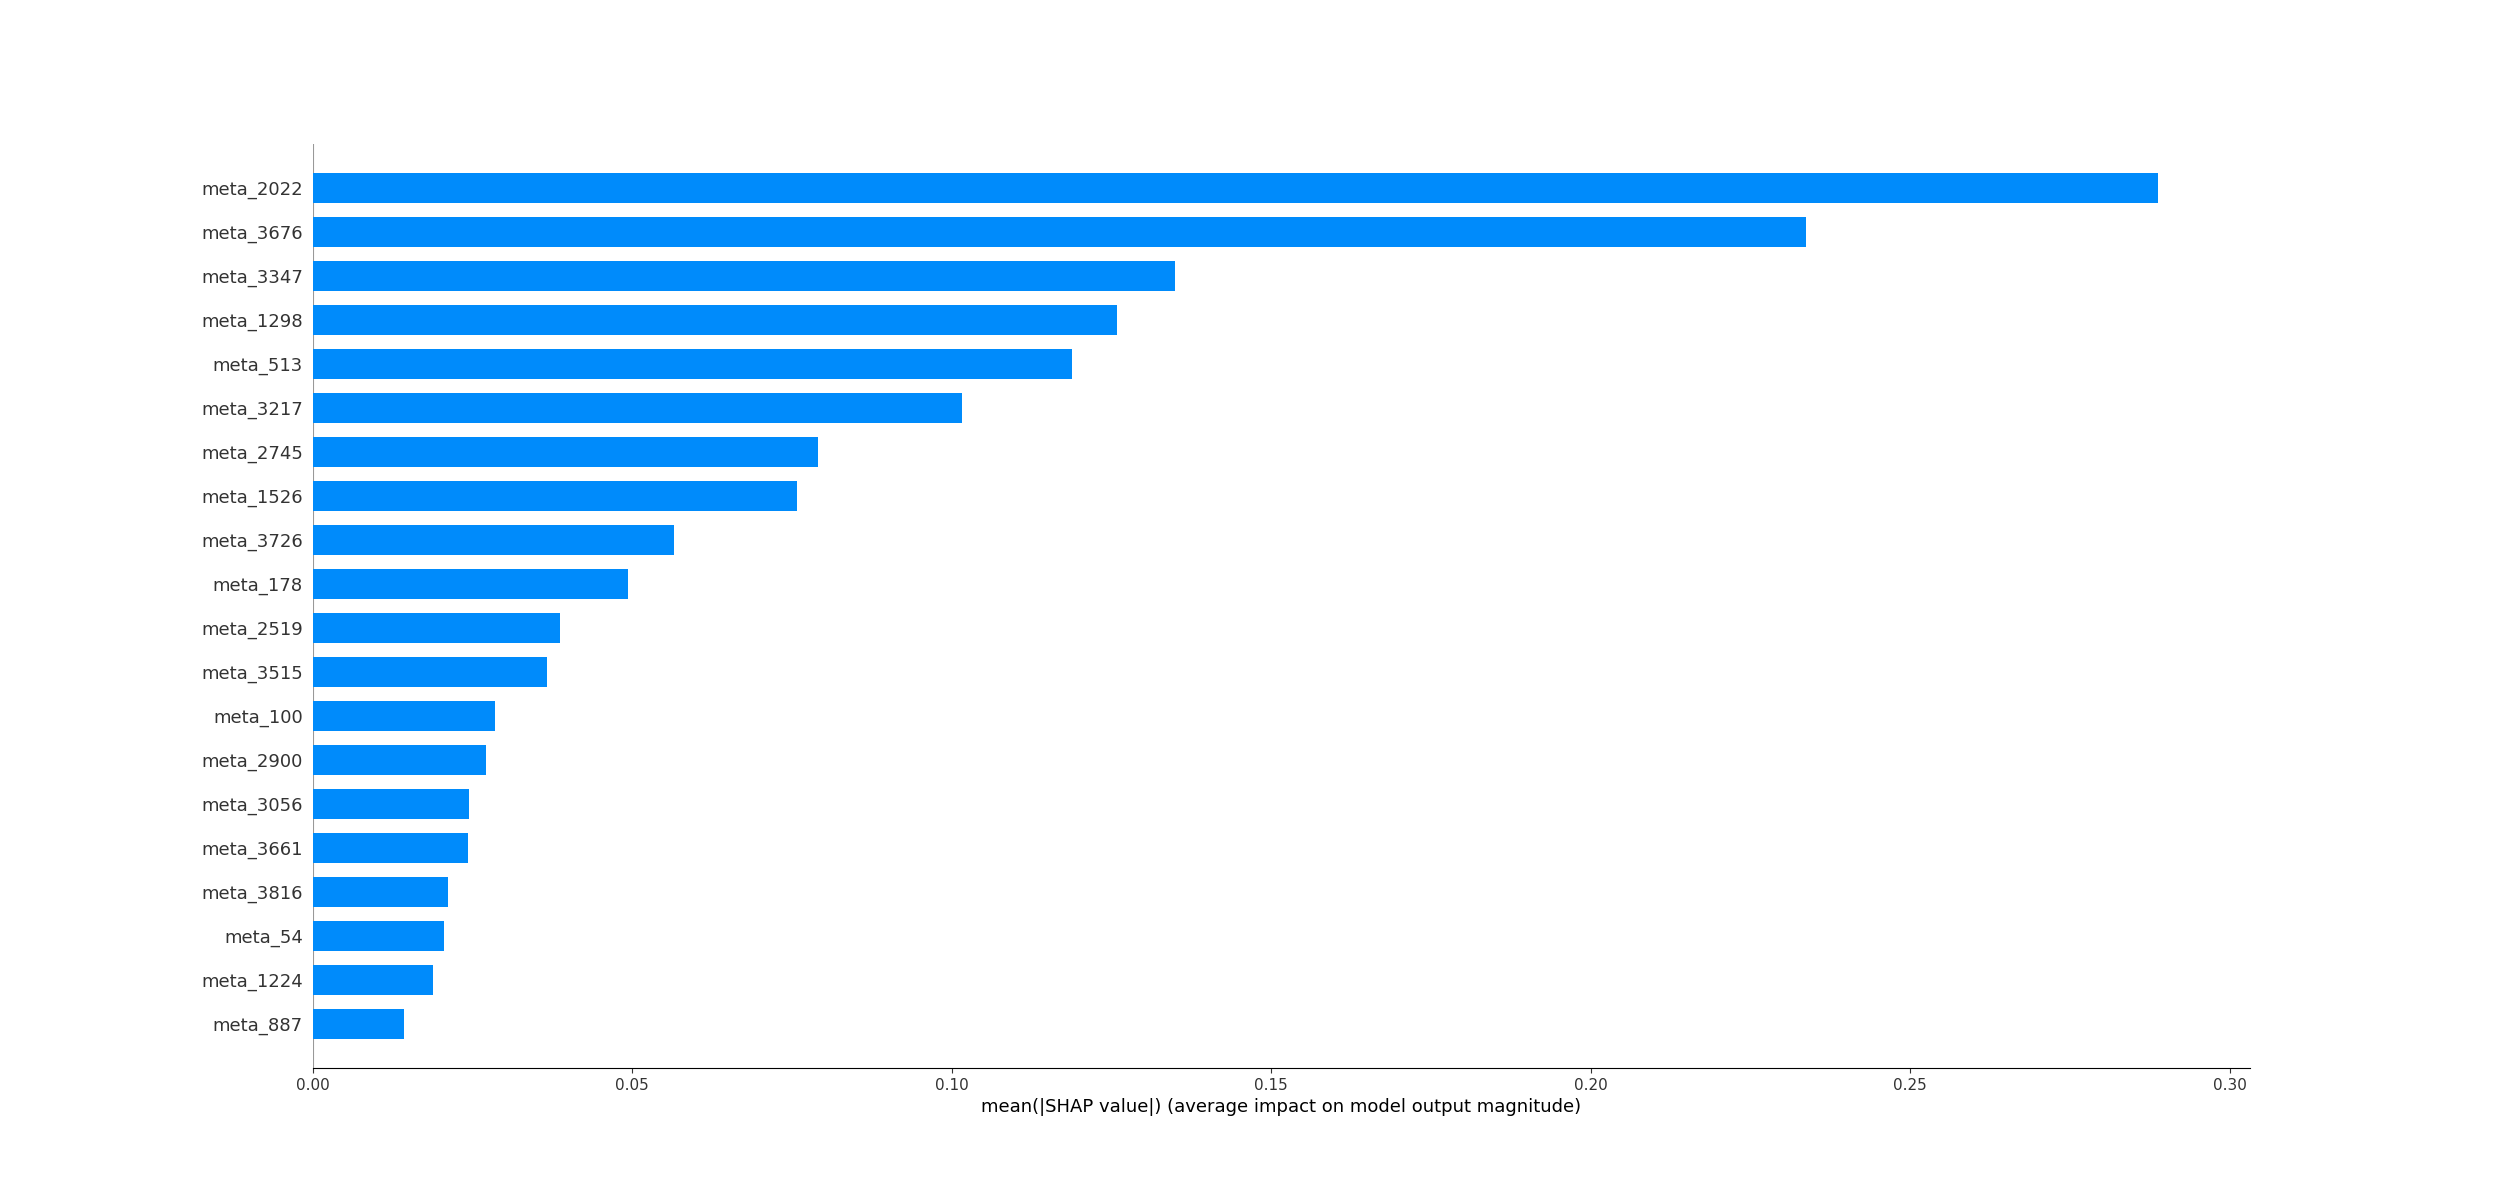 meta_2022
meta_3676
meta_3347
meta_1298
meta_513
meta_3217
meta_2745
meta_1526
meta_3726
meta_178
meta_2519
meta_3515
meta_100
meta_2900
meta_3056
meta_3661
meta_3816
meta_54
meta_1224
meta_887
0.00 0.05 0.10 0.15 0.20 0.25 0.30
mean(|SHAP value|) (average impact on model output magnitude)